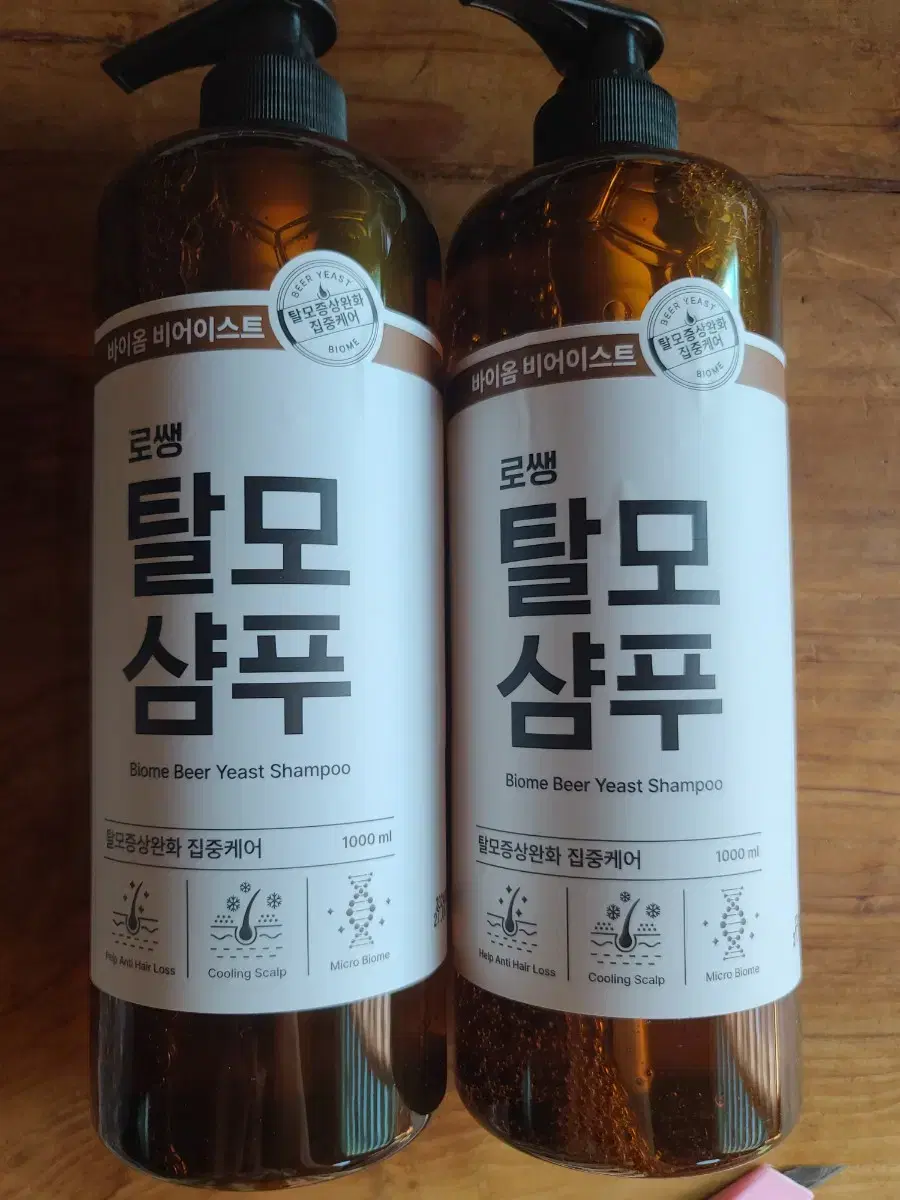 바이옴 비어이스트
BEER YEAST
탈모증상완화
집중케어
BIOME
로쌩
탈모
샴푸
Biome Beer Yeast Shampoo
탈모증상완화 집중케어
1000 ml
Help Anti Hair Loss
Cooling Scalp
Micro Biome
바이옴 비어이스트
BEER YEAST
탈모증상완화
집중케어
BIOME
로쌩
탈모
샴푸
Biome Beer Yeast Shampoo
탈모증상완화 집중케어
1000 ml
Help Anti Hair Loss
Cooling Scalp
Micro Biome